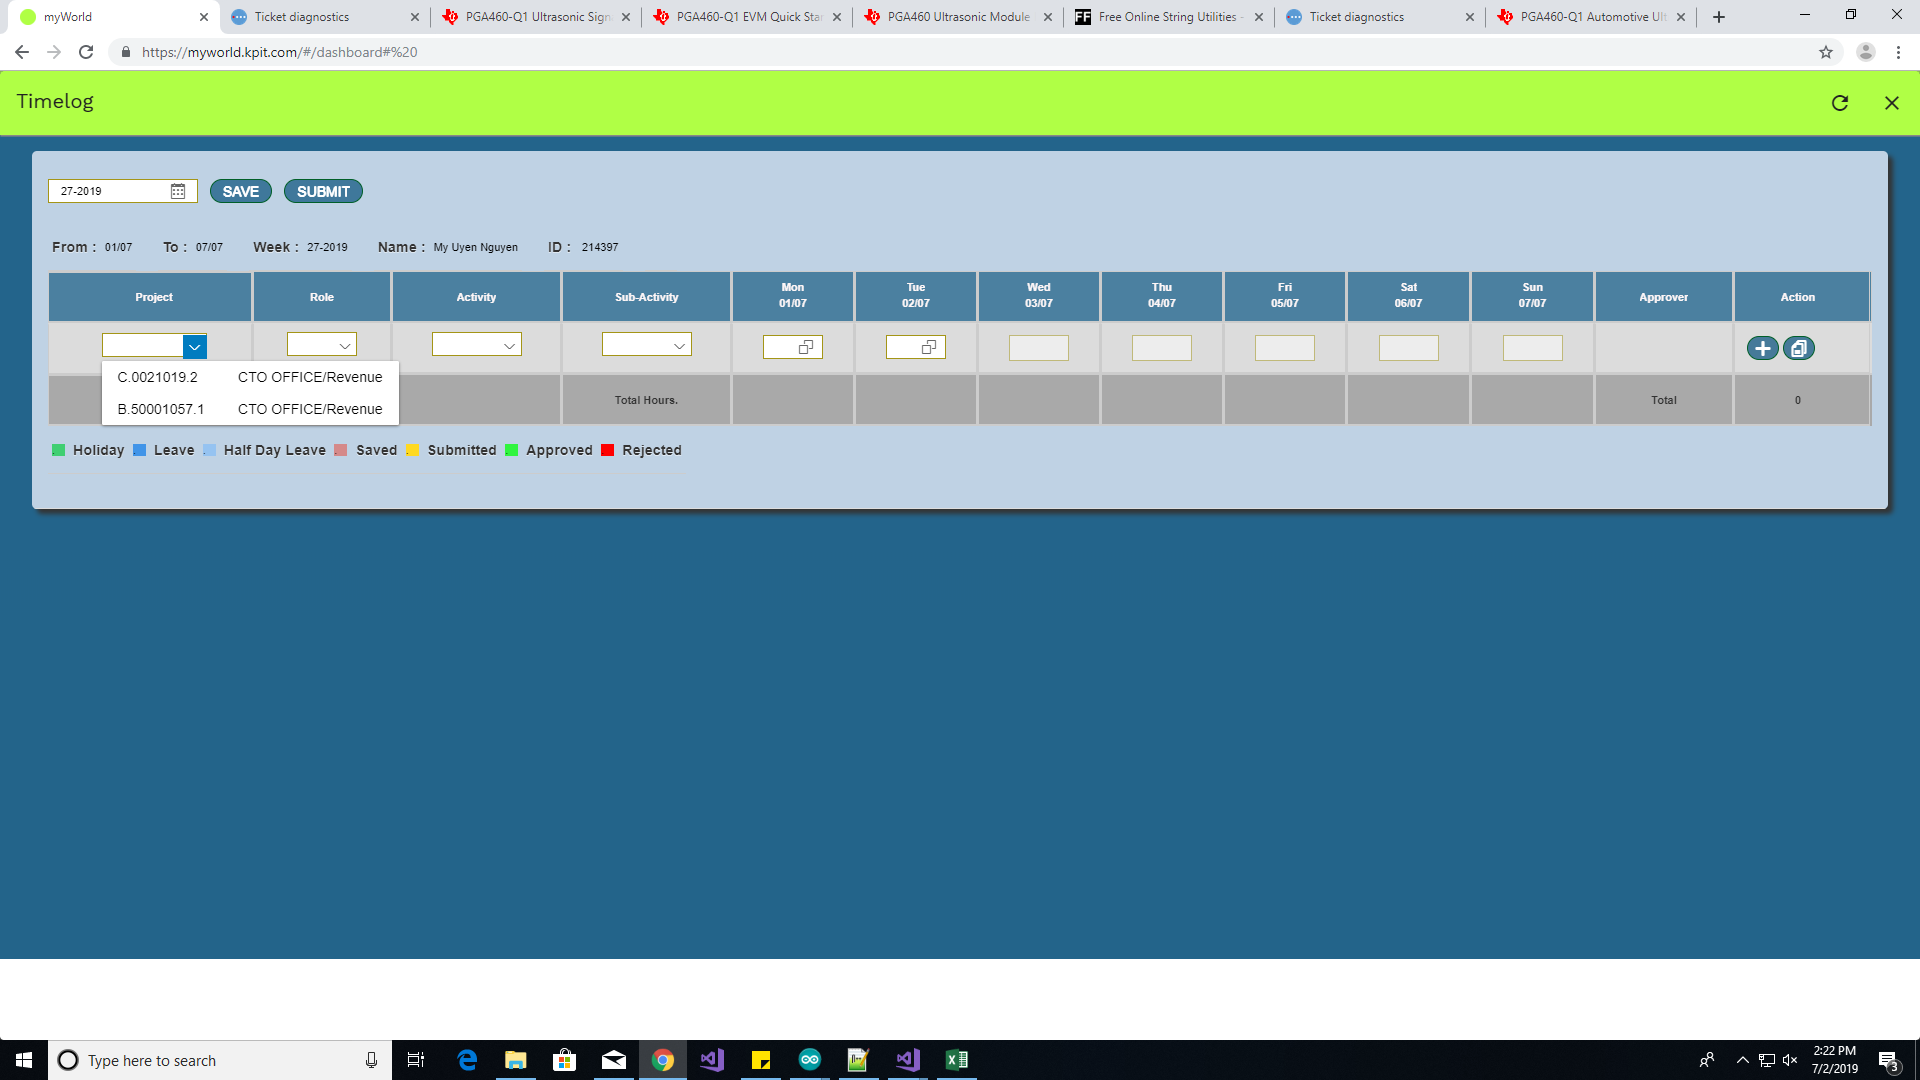 myWorld
Ticket diagnostics
PGA460-Q1 Ultrasonic Sign
PGA460-Q1 EVM Quick Star
PGA460 Ultrasonic Module
FF Free Online String Utilities -
Ticket diagnostics
PGA460-Q1 Automotive Ult
https://myworld.kpit.com/#/dashboard#%20
Timelog
27-2019 SAVE SUBMIT
From : 01/07 To : 07/07 Week : 27-2019 Name : My Uyen Nguyen ID : 214397
Project Role Activity Sub-Activity Mon 01/07 Tue 02/07 Wed 03/07 Thu 04/07 Fri 05/07 Sat 06/07 Sun 07/07 Approver Action
C.0021019.2 CTO OFFICE/Revenue
B.50001057.1 CTO OFFICE/Revenue
Total Hours. Total 0
Holiday Leave Half Day Leave Saved Submitted Approved Rejected
Type here to search
2:22 PM
7/2/2019
3